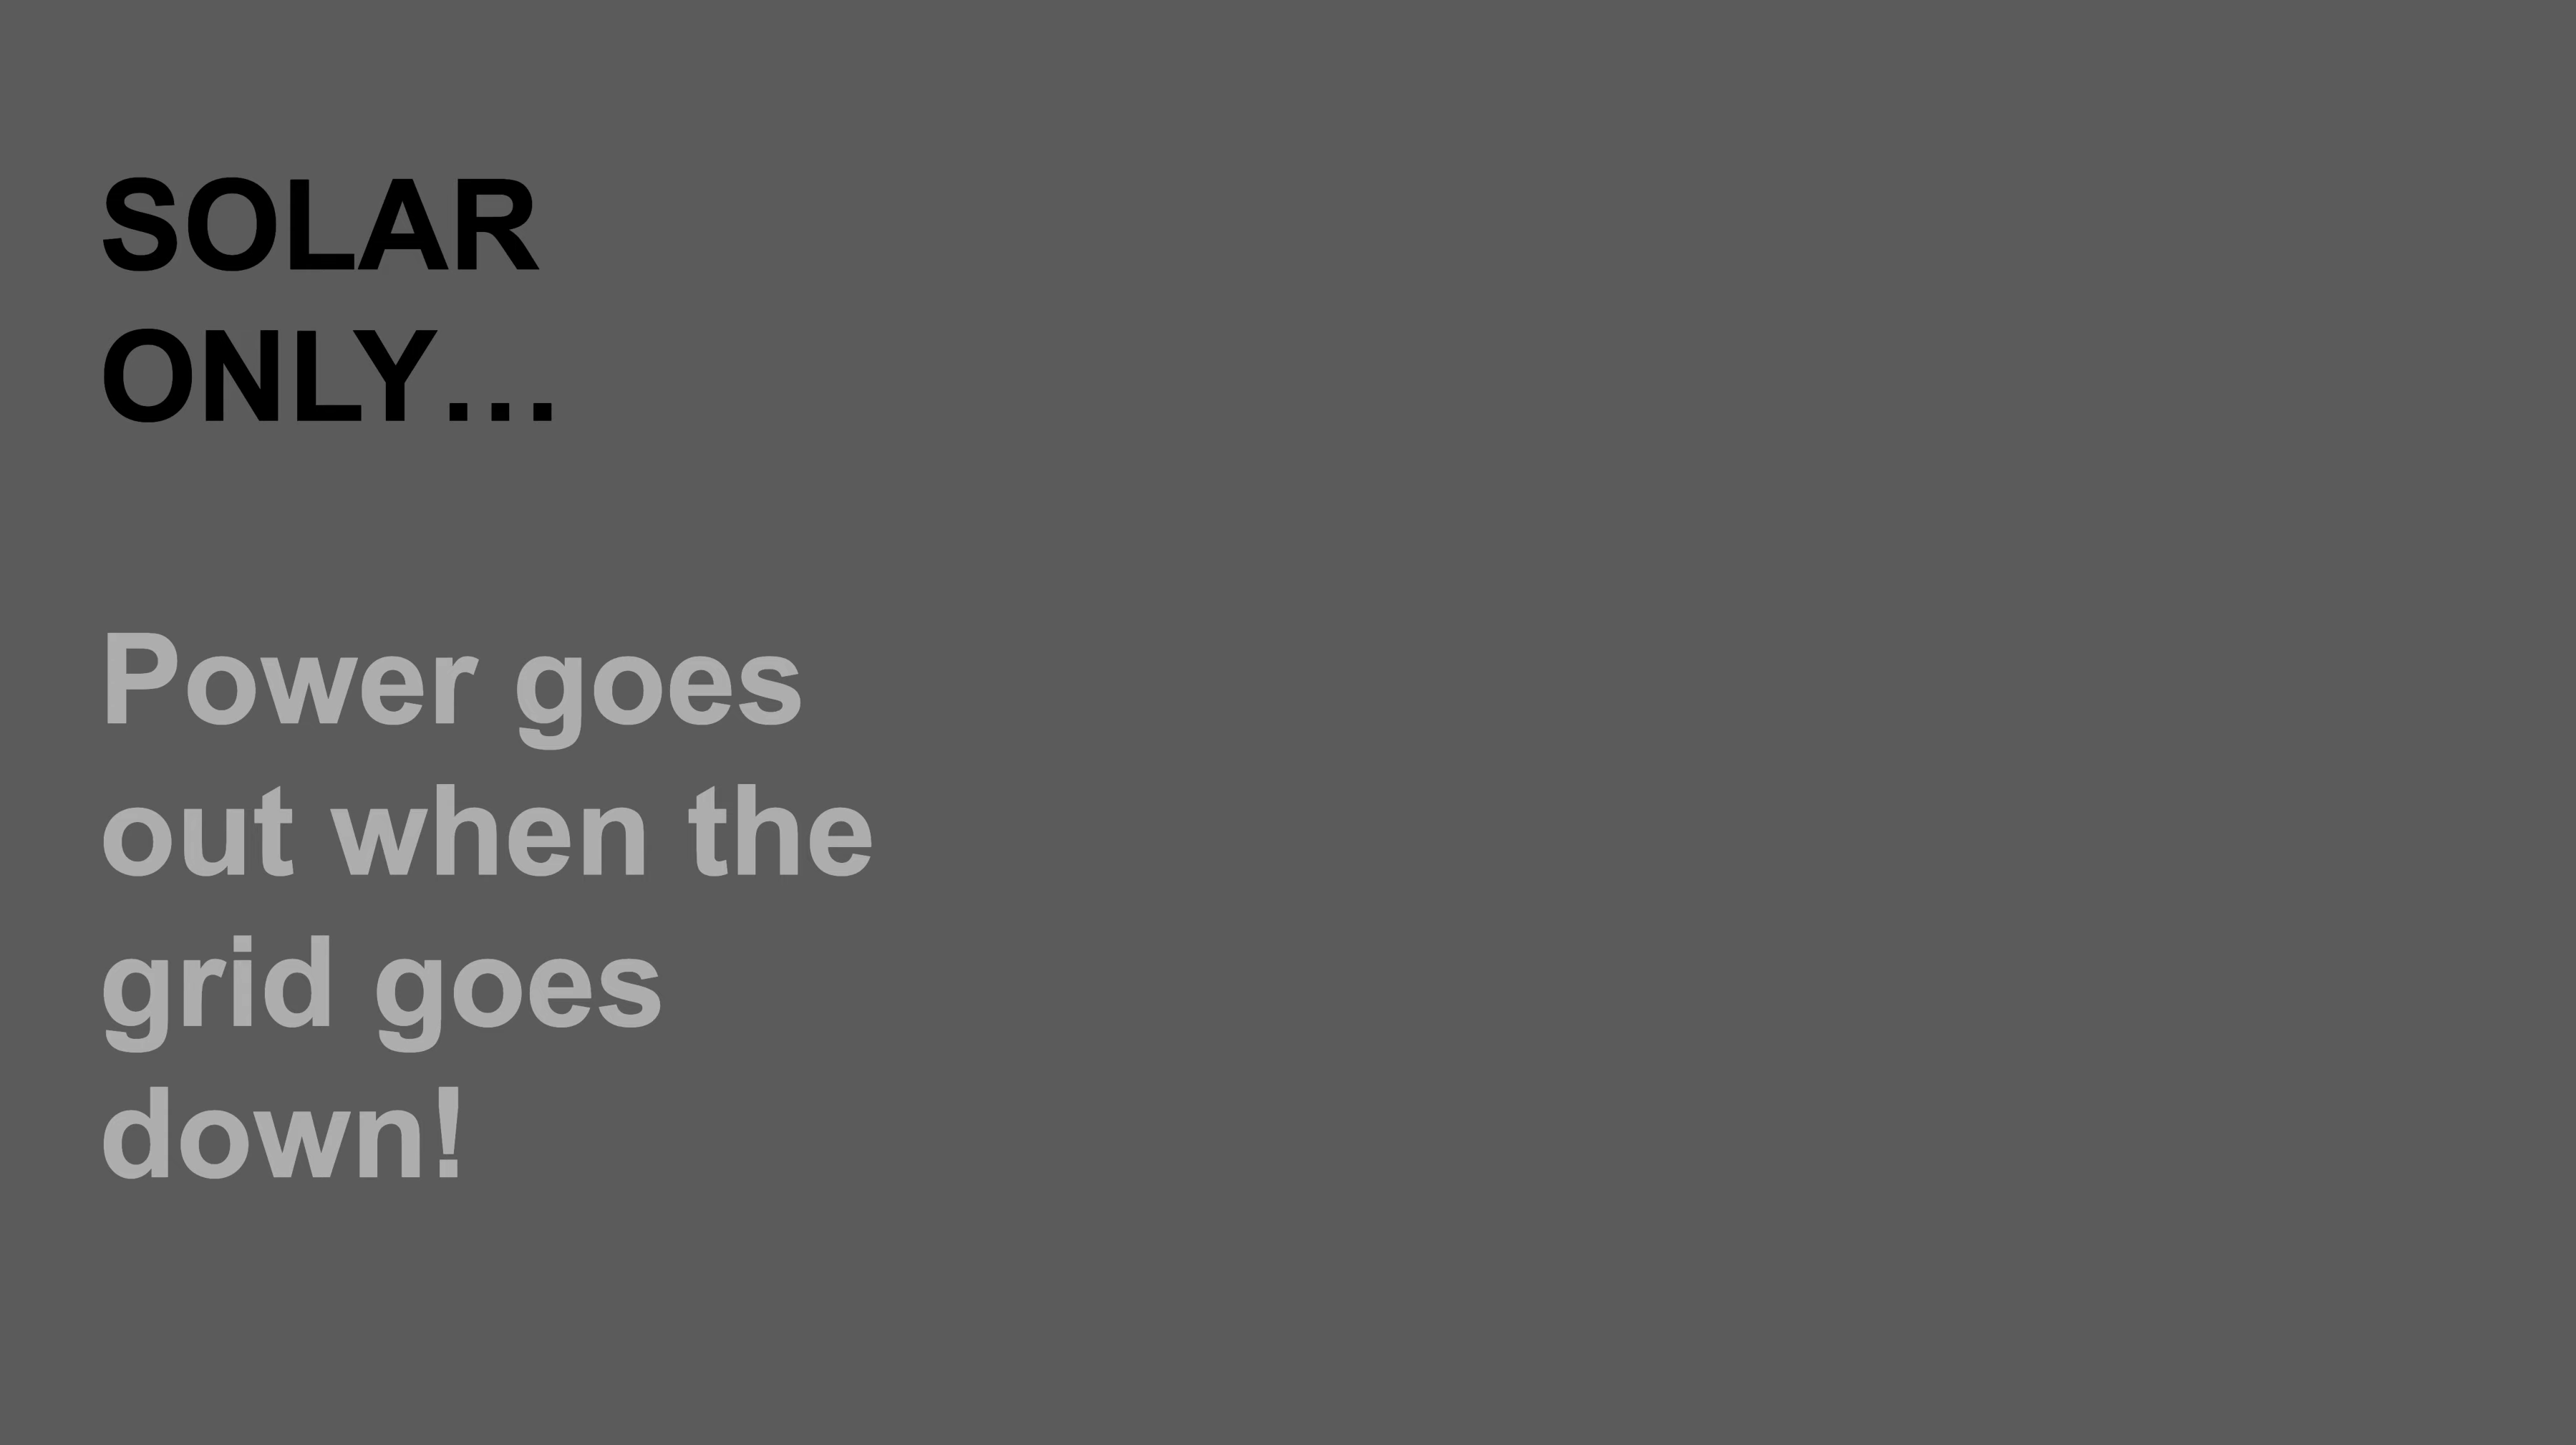 SOLAR
ONLY...
Power goes
out when the
grid goes
down!